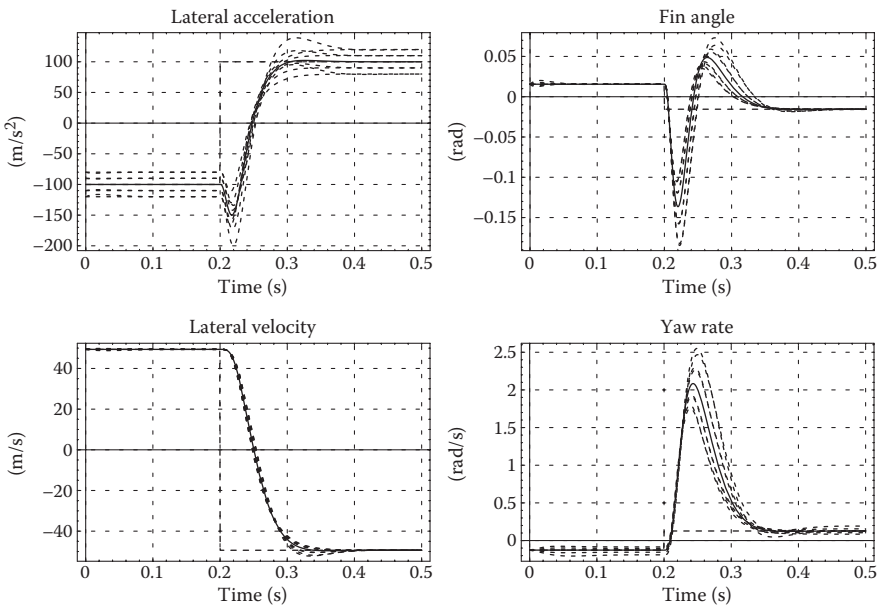 Lateral acceleration
(m/s²)
100
50
0
−50
−100
−150
−200
0 0.1 0.2 0.3 0.4 0.5
Time (s)
Fin angle
(rad)
0.05
0
−0.05
−0.1
−0.15
0 0.1 0.2 0.3 0.4 0.5
Time (s)
Lateral velocity
(m/s)
40
20
0
−20
−40
0 0.1 0.2 0.3 0.4 0.5
Time (s)
Yaw rate
(rad/s)
2.5
2
1.5
1
0.5
0
0 0.1 0.2 0.3 0.4 0.5
Time (s)